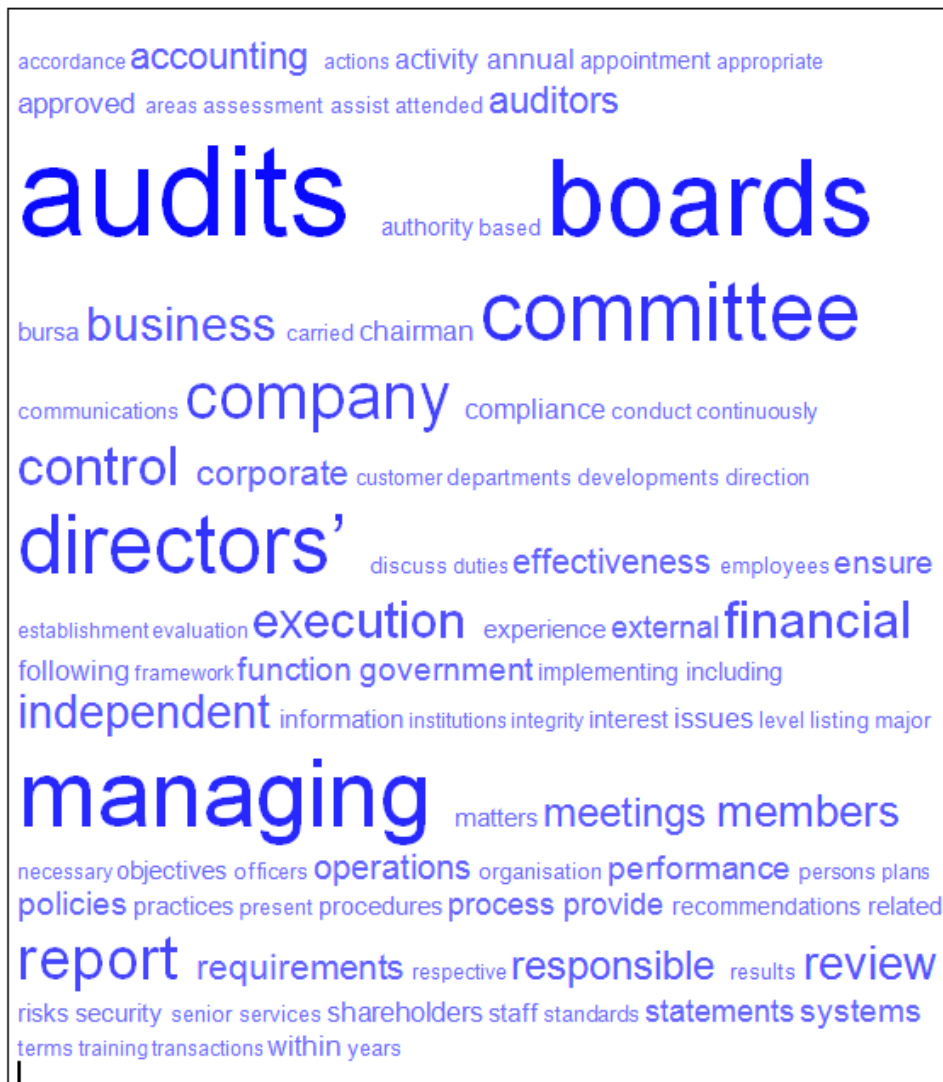 accordance accounting actions activity annual appointment appropriate
approved areas assessment assist attended auditors
audits authority based boards
bursa business carried chairman committee
communications company compliance conduct continuously
control corporate customer departments developments direction
directors’ discuss duties effectiveness employees ensure
establishment evaluation execution experience external financial
following framework function government implementing including
independent information institutions integrity interest issues level listing major
managing matters meetings members
necessary objectives officers operations organisation performance persons plans
policies practices present procedures process provide recommendations related
report requirements respective responsible results review
risks security senior services shareholders staff standards statements systems
terms training transactions within years